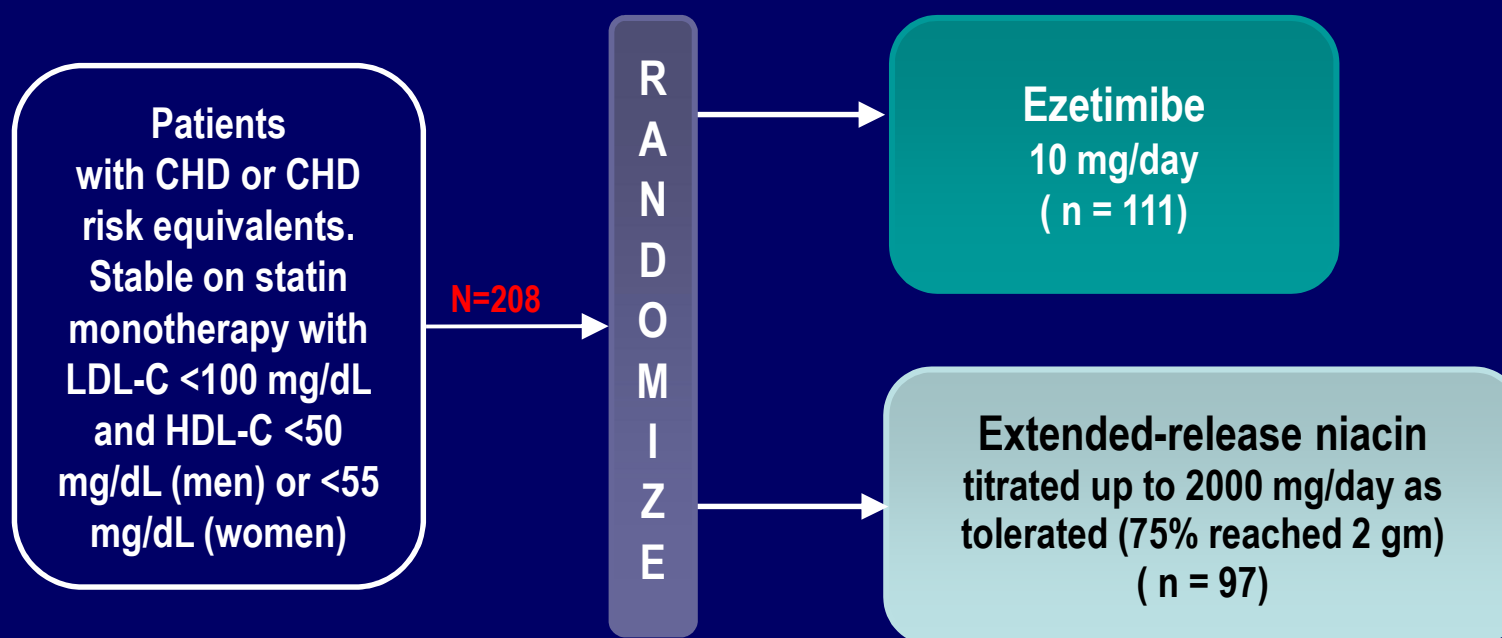 Patients
with CHD or CHD
risk equivalents.
Stable on statin
monotherapy with
LDL-C <100 mg/dL
and HDL-C <50
mg/dL (men) or <55
mg/dL (women)
N=208
R
A
N
D
O
M
I
Z
E
Ezetimibe
10 mg/day
( n = 111)
Extended-release niacin
titrated up to 2000 mg/day as
tolerated (75% reached 2 gm)
( n = 97)